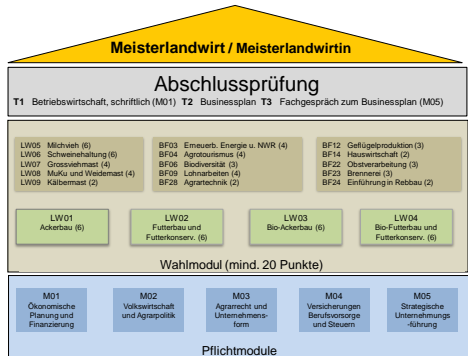 Meisterlandwirt / Meisterlandwirtin
Abschlussprüfung
T1 Betriebswirtschaft, schriftlich (M01) T2 Businessplan T3 Fachgespräch zum Businessplan (M05)
LW05 Milchvieh (6)
LW06 Schweinehaltung (6)
LW07 Grossviehmast (4)
LW08 MuKu und Weidemast (4)
LW09 Kälbermast (2)
BF03 Erneuerb. Energie u. NWR (4)
BF04 Agrotourismus (4)
BF06 Biodiversität (3)
BF09 Lohnarbeiten (4)
BF28 Agrartechnik (2)
BF12 Geflügelproduktion (3)
BF14 Hauswirtschaft (2)
BF22 Obstverarbeitung (3)
BF23 Brennerei (3)
BF24 Einführung in Rebbau (2)
LW01
Ackerbau (6)
LW02
Futterbau und
Futterkonserv. (6)
LW03
Bio-Ackerbau (6)
LW04
Bio-Futterbau und
Futterkonserv. (6)
Wahlmodul (mind. 20 Punkte)
M01
Ökonomische
Planung und
Finanzierung
M02
Volkswirtschaft
und Agrarpolitik
M03
Agrarrecht und
Unternehmens-
form
M04
Versicherungen
Berufsvorsorge
und Steuern
M05
Strategische
Unternehmungs
-führung
Pflichtmodule